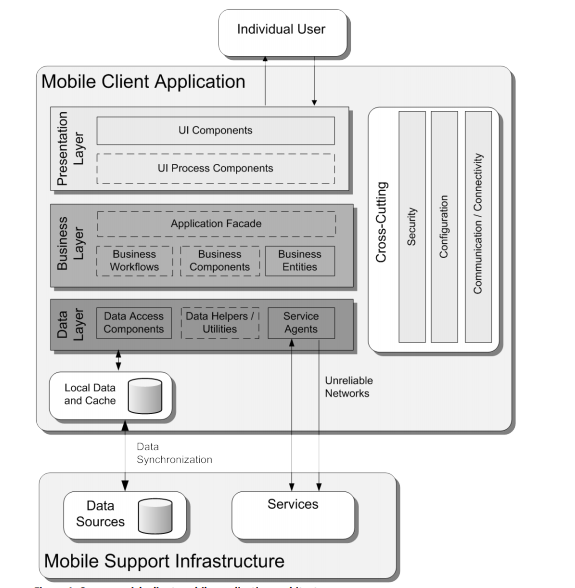 Individual User
Mobile Client Application
Presentation
Layer
UI Components
UI Process Components
Business
Layer
Application Facade
Business
Workflows
Business
Components
Business
Entities
Data
Layer
Data Access
Components
Data Helpers /
Utilities
Service
Agents
Cross-Cutting
Security
Configuration
Communication / Connectivity
Local Data
and Cache
Unreliable
Networks
Data
Synchronization
Data
Sources
Services
Mobile Support Infrastructure